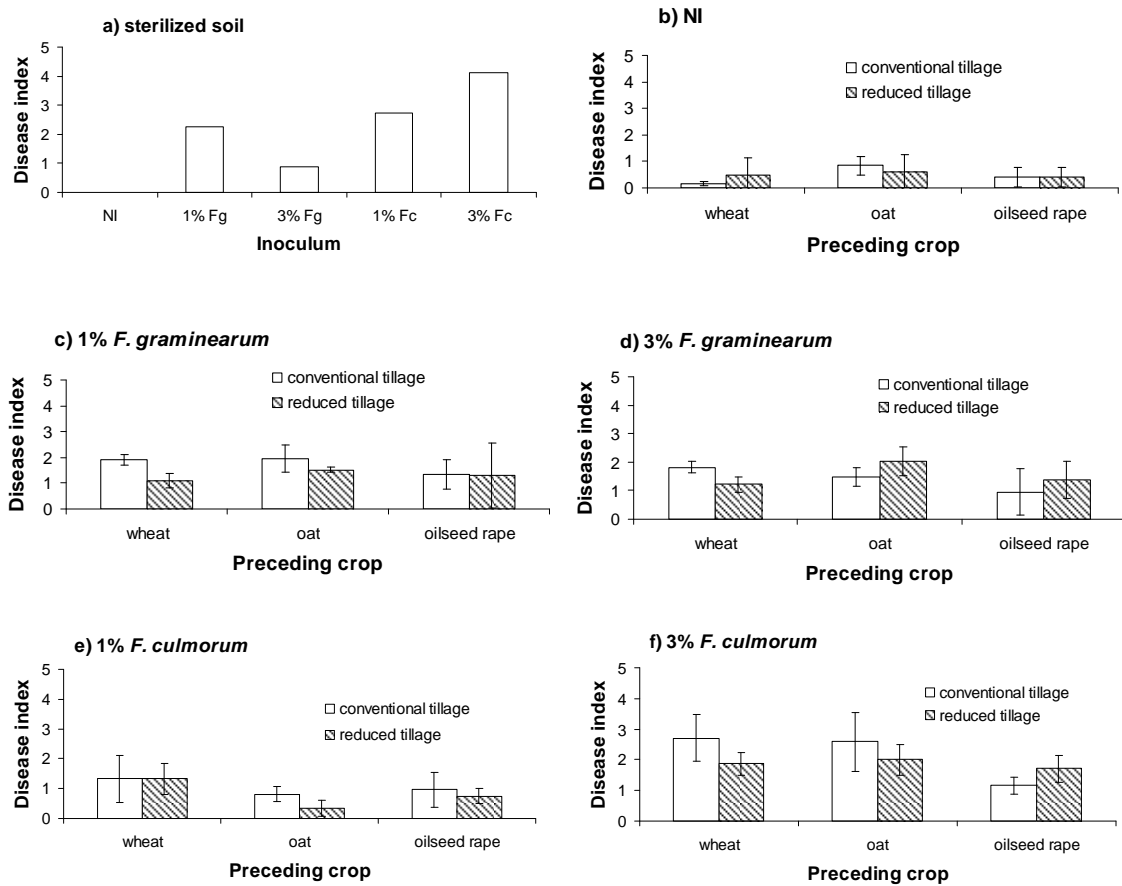 a) sterilized soil
Disease index
5
4
3
2
1
0
NI 1% Fg 3% Fg 1% Fc 3% Fc
Inoculum
b) NI
conventional tillage
reduced tillage
Disease index
5
4
3
2
1
0
wheat oat oilseed rape
Preceding crop
c) 1% F. graminearum
conventional tillage
reduced tillage
Disease index
5
4
3
2
1
0
wheat oat oilseed rape
Preceding crop
d) 3% F. graminearum
conventional tillage
reduced tillage
Disease index
5
4
3
2
1
0
wheat oat oilseed rape
Preceding crop
e) 1% F. culmorum
conventional tillage
reduced tillage
Disease index
5
4
3
2
1
0
wheat oat oilseed rape
Preceding crop
f) 3% F. culmorum
conventional tillage
reduced tillage
Disease index
5
4
3
2
1
0
wheat oat oilseed rape
Preceding crop